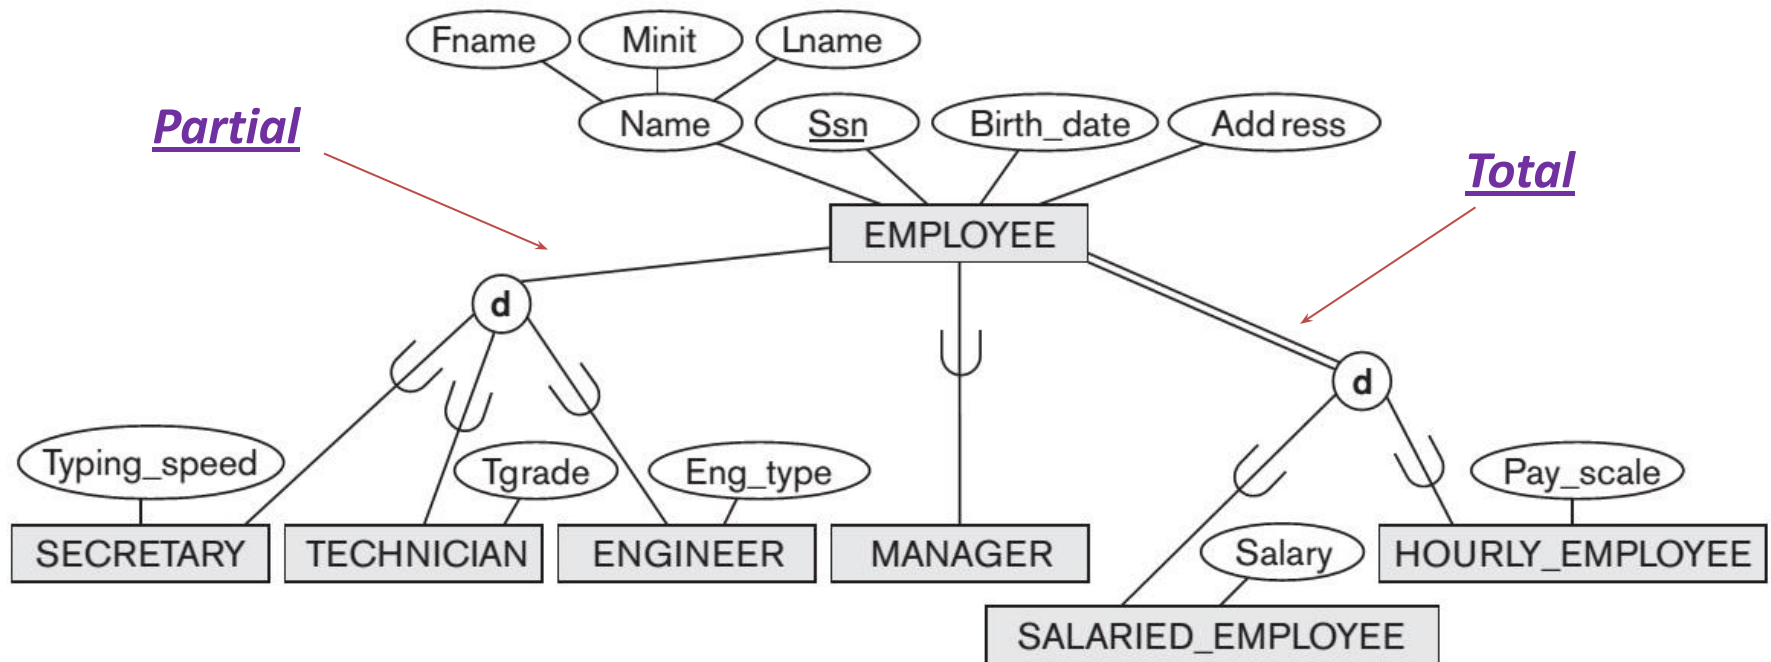 Fname Minit Lname
Partial Name Ssn Birth_date Address
Total
EMPLOYEE
d
d
Typing_speed Tgrade Eng_type Pay_scale
SECRETARY TECHNICIAN ENGINEER MANAGER Salary HOURLY_EMPLOYEE
SALARIED_EMPLOYEE